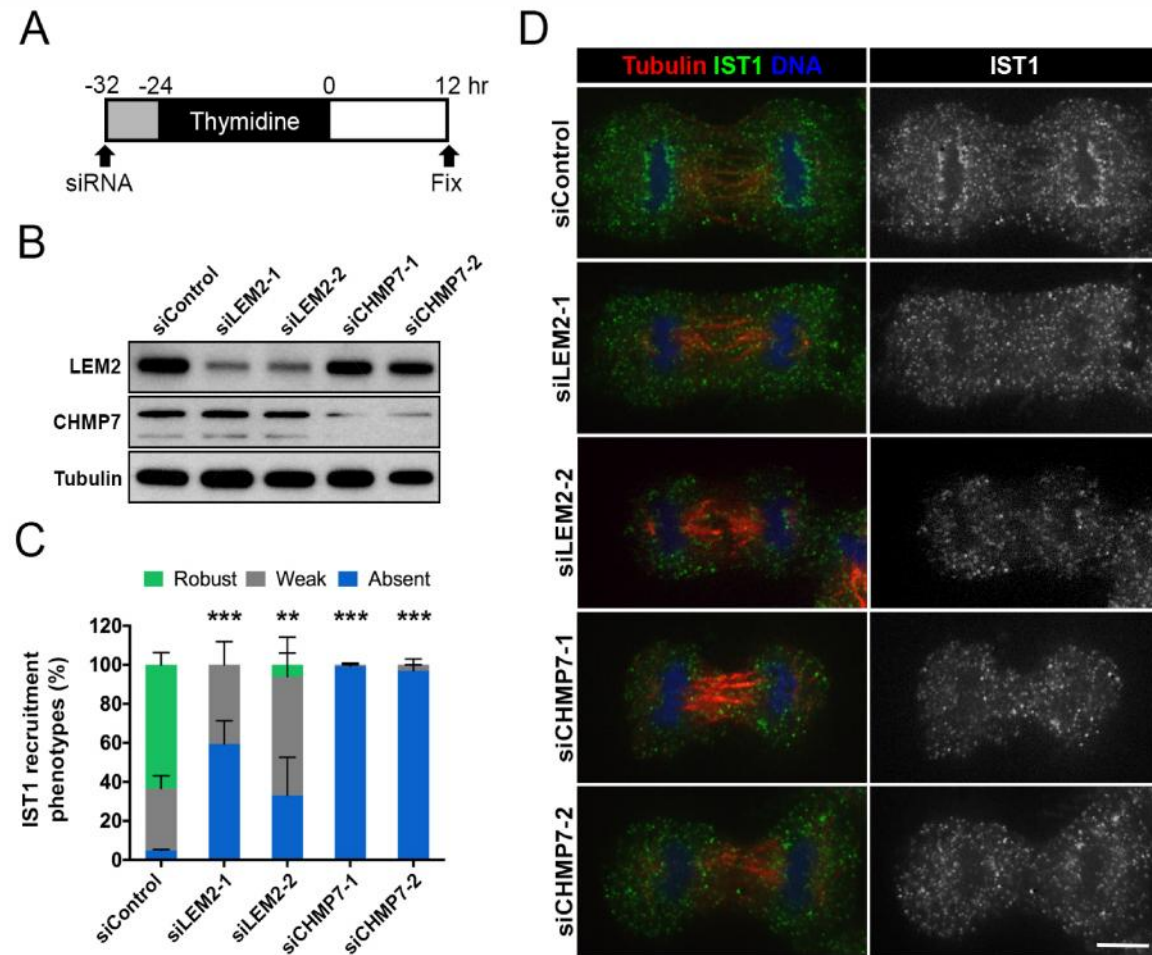 A
-32 -24 0 12 hr
Thymidine
siRNA Fix
B
siControl siLEM2-1 siLEM2-2 siCHMP7-1 siCHMP7-2
LEM2
CHMP7
Tubulin
C
Robust Weak Absent
*** ** *** ***
120
100
80
60
40
20
0
IST1 recruitment
phenotypes (%)
siControl siLEM2-1 siLEM2-2 siCHMP7-1 siCHMP7-2
D
Tubulin IST1 DNA IST1
siControl
siLEM2-1
siLEM2-2
siCHMP7-1
siCHMP7-2